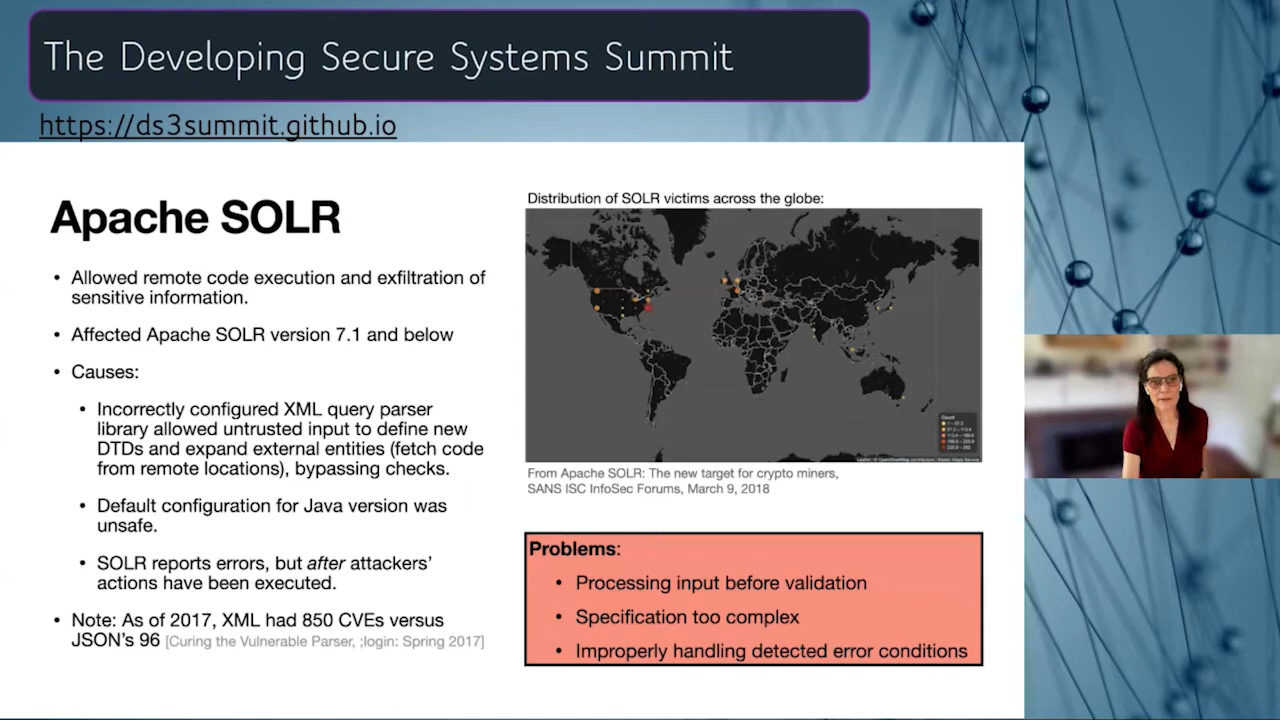 The Developing Secure Systems Summit
https://ds3summit.github.io
Apache SOLR
• Allowed remote code execution and exfiltration of
sensitive information.
• Affected Apache SOLR version 7.1 and below
• Causes:
• Incorrectly configured XML query parser
library allowed untrusted input to define new
DTDs and expand external entities (fetch code
from remote locations), bypassing checks.
• Default configuration for Java version was
unsafe.
• SOLR reports errors, but after attackers'
actions have been executed.
• Note: As of 2017, XML had 850 CVEs versus
JSON's 96 [Curing the Vulnerable Parser, ;login: Spring 2017]
Distribution of SOLR victims across the globe:
Count
From Apache SOLR: The new target for crypto miners,
SANS ISC InfoSec Forums, March 9, 2018
Problems:
• Processing input before validation
• Specification too complex
• Improperly handling detected error conditions